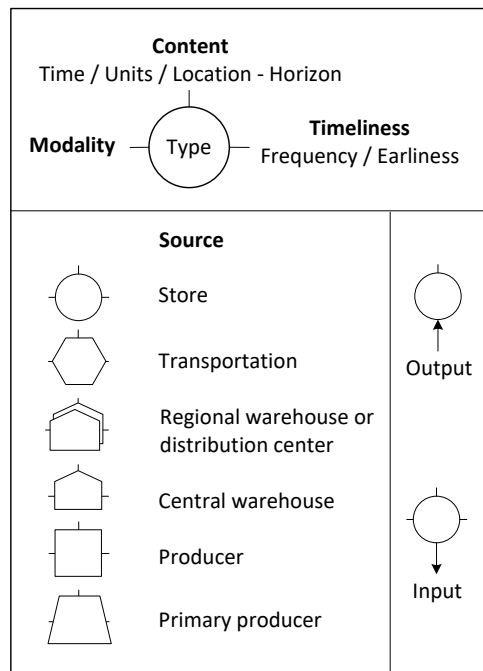 Content
Time / Units / Location - Horizon
Modality
Type
Timeliness
Frequency / Earliness
Source
Store
Transportation
Regional warehouse or
distribution center
Central warehouse
Producer
Primary producer
Output
Input